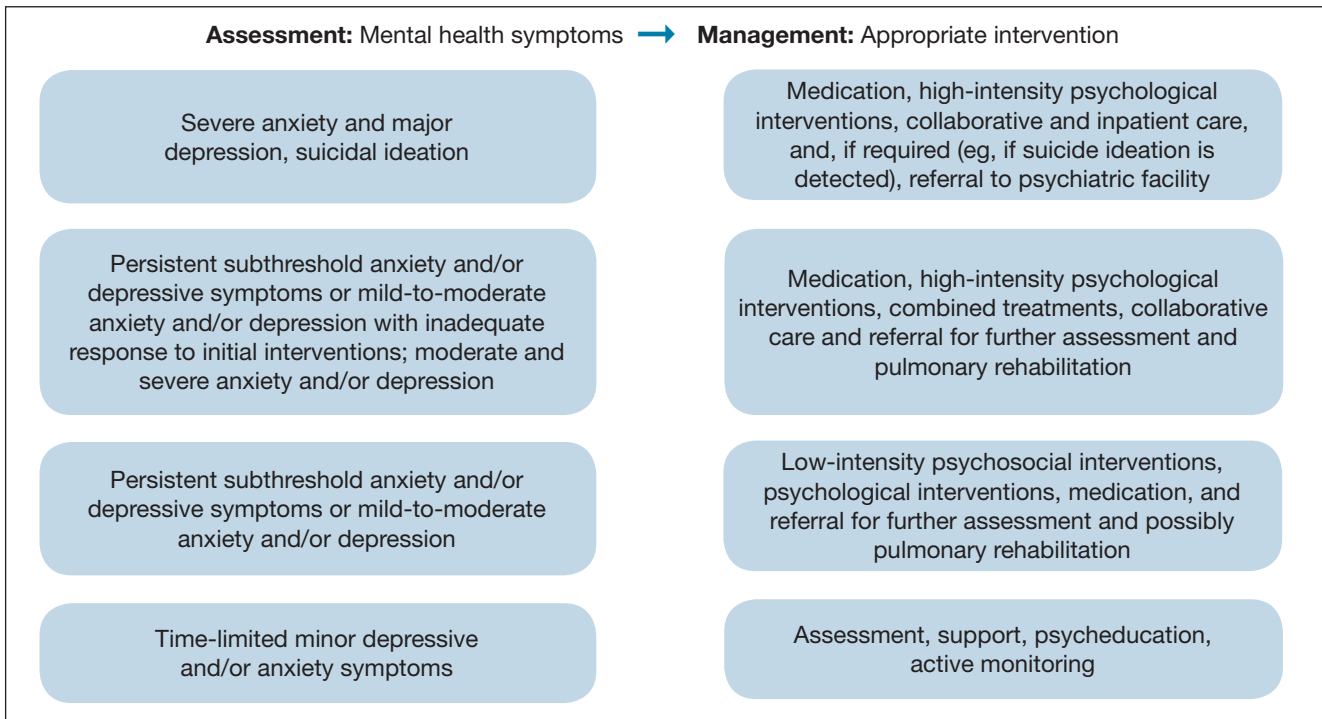 Assessment: Mental health symptoms → Management: Appropriate intervention
Severe anxiety and major
depression, suicidal ideation
Medication, high-intensity psychological
interventions, collaborative and inpatient care,
and, if required (eg, if suicide ideation is
detected), referral to psychiatric facility
Persistent subthreshold anxiety and/or
depressive symptoms or mild-to-moderate
anxiety and/or depression with inadequate
response to initial interventions; moderate and
severe anxiety and/or depression
Medication, high-intensity psychological
interventions, combined treatments, collaborative
care and referral for further assessment and
pulmonary rehabilitation
Persistent subthreshold anxiety and/or
depressive symptoms or mild-to-moderate
anxiety and/or depression
Low-intensity psychosocial interventions,
psychological interventions, medication, and
referral for further assessment and possibly
pulmonary rehabilitation
Time-limited minor depressive
and/or anxiety symptoms
Assessment, support, psycheducation,
active monitoring